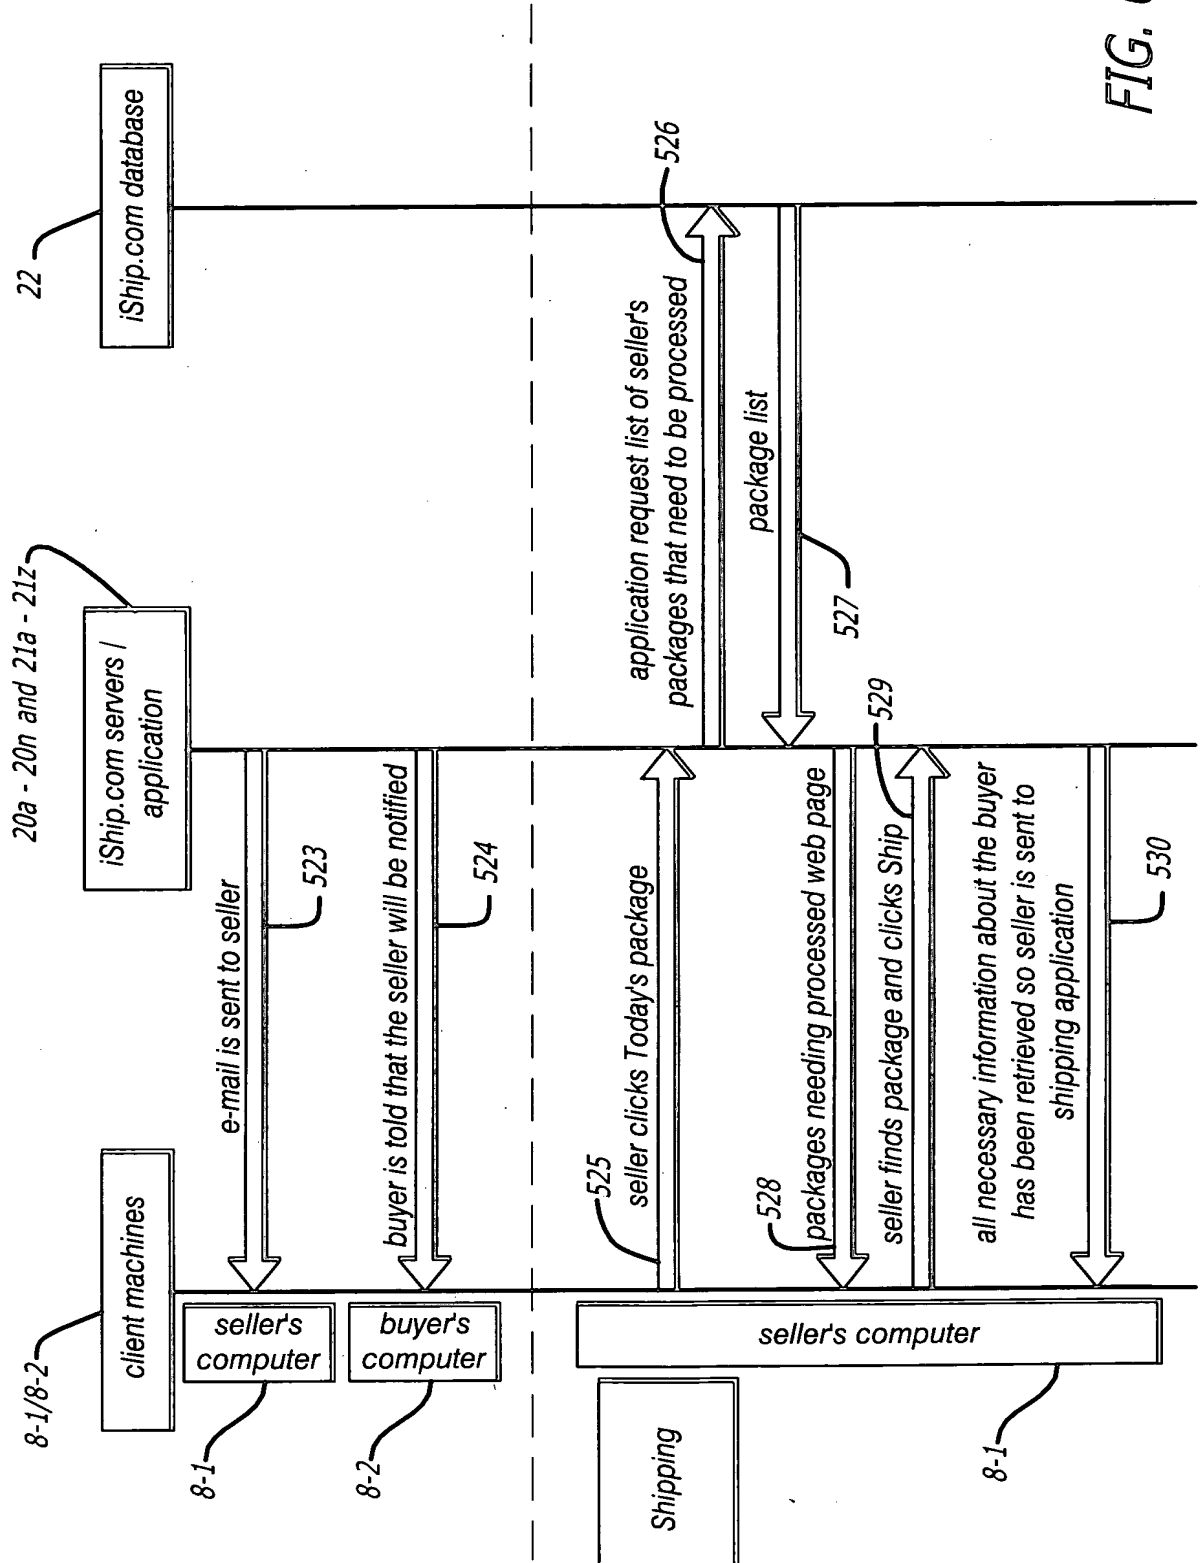 8-1/8-2
client machines
20a - 20n and 21a - 21z
iShip.com servers /
application
22
iShip.com database
8-1
seller's
computer
e-mail is sent to seller
523
8-2
buyer's
computer
buyer is told that the seller will be notified
524
Shipping
seller's computer
8-1
525
seller clicks Today's package
application request list of seller's
packages that need to be processed
526
package list
527
528
packages needing processed web page
seller finds package and clicks Ship
529
all necessary information about the buyer
has been retrieved so seller is sent to
shipping application
530
FIG.